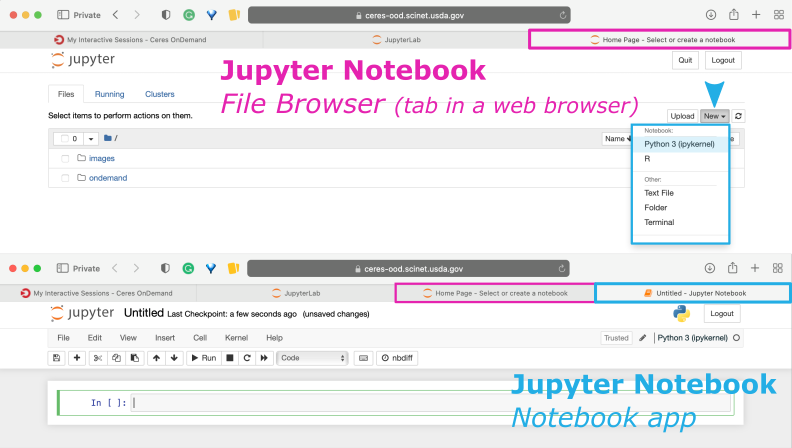 Private
ceres-ood.scinet.usda.gov
My Interactive Sessions - Ceres OnDemand
JupyterLab
Home Page - Select or create a notebook
jupyter
Quit
Logout
Jupyter Notebook
File Browser (tab in a web browser)
Files
Running
Clusters
Select items to perform actions on them.
Upload
New
0
/
Name
e
Notebook:
Python 3 (ipykernel)
R
Other:
Text File
Folder
Terminal
images
ondemand
Private
ceres-ood.scinet.usda.gov
My Interactive Sessions - Ceres OnDemand
JupyterLab
Home Page - Select or create a notebook
Untitled - Jupyter Notebook
jupyter Untitled Last Checkpoint: a few seconds ago (unsaved changes)
Logout
File Edit View Insert Cell Kernel Help
Trusted
Python 3 (ipykernel)
Run
Code
nbdiff
In [ ]:
Jupyter Notebook
Notebook app